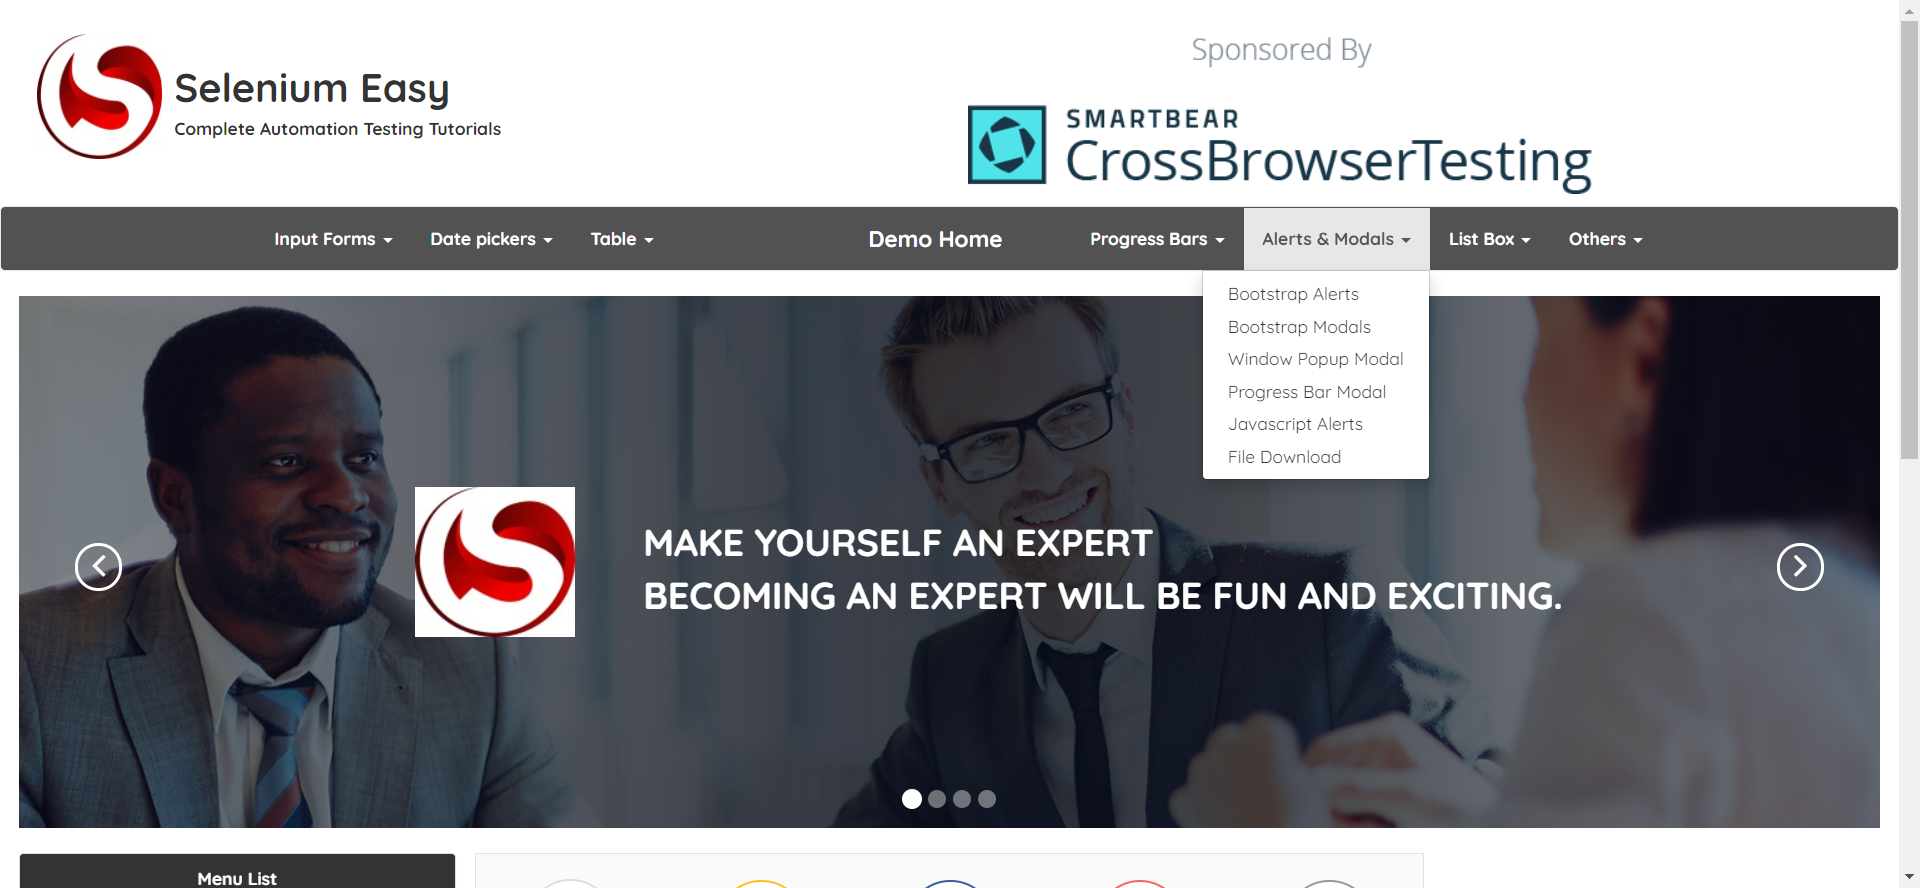 Selenium Easy
Complete Automation Testing Tutorials
Sponsored By
SMARTBEAR
CrossBrowserTesting
Input Forms
Date pickers
Table
Demo Home
Progress Bars
Alerts & Modals
List Box
Others
Bootstrap Alerts
Bootstrap Modals
Window Popup Modal
Progress Bar Modal
Javascript Alerts
File Download
MAKE YOURSELF AN EXPERT
BECOMING AN EXPERT WILL BE FUN AND EXCITING.
Menu List